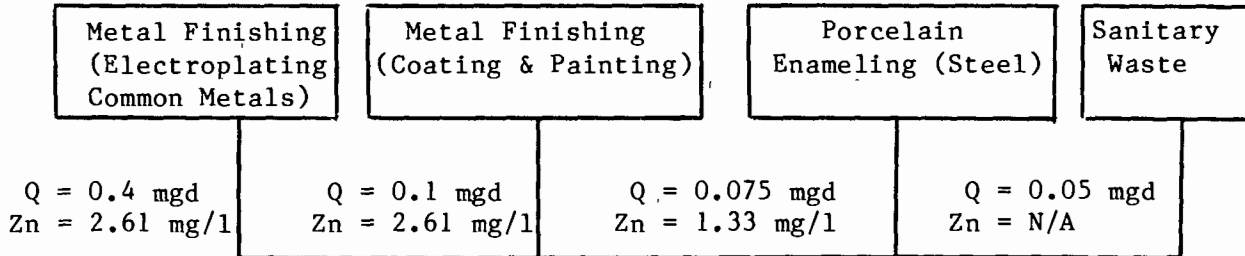 Metal Finishing
(Electroplating
Common Metals)
Metal Finishing
(Coating & Painting)
Porcelain
Enameling (Steel)
Sanitary
Waste
Q = 0.4 mgd
Zn = 2.61 mg/l
Q = 0.1 mgd
Zn = 2.61 mg/l
Q = 0.075 mgd
Zn = 1.33 mg/l
Q = 0.05 mgd
Zn = N/A